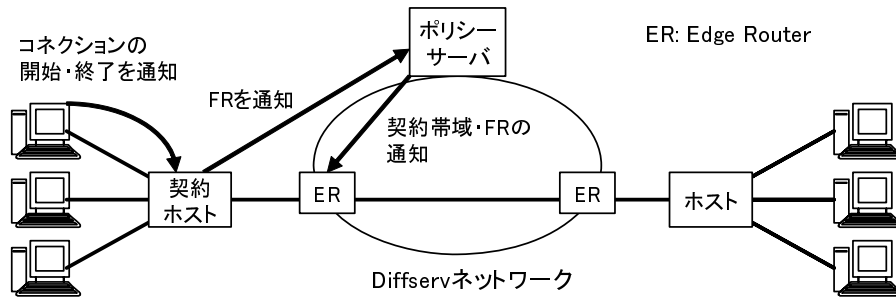 コネクションの
開始・終了を通知
ポリシー
サーバ
ER: Edge Router
FRを通知
契約帯域・FRの
通知
契約
ホスト
ER
ER
ホスト
Diffservネットワーク